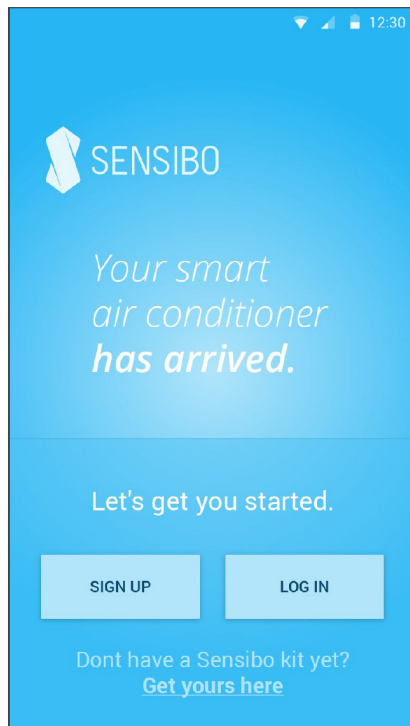 12:30
SENSIBO
Your smart
air conditioner
has arrived.
Let's get you started.
SIGN UP
LOG IN
Dont have a Sensibo kit yet?
Get yours here